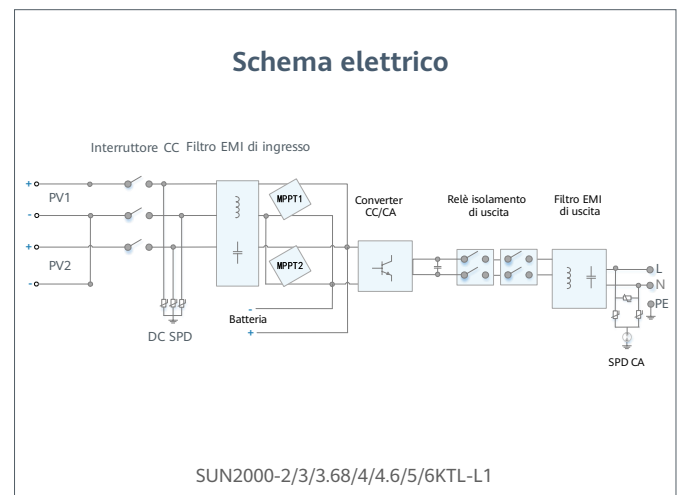 Schema elettrico
Interruttore CC Filtro EMI di ingresso
+
PV1
-
+
PV2
-
DC SPD
MPPT1
MPPT2
-
Batteria
+
Converter
CC/CA
Relè isolamento
di uscita
Filtro EMI
di uscita
L
N
PE
SPD CA
SUN2000-2/3/3.68/4/4.6/5/6KTL-L1